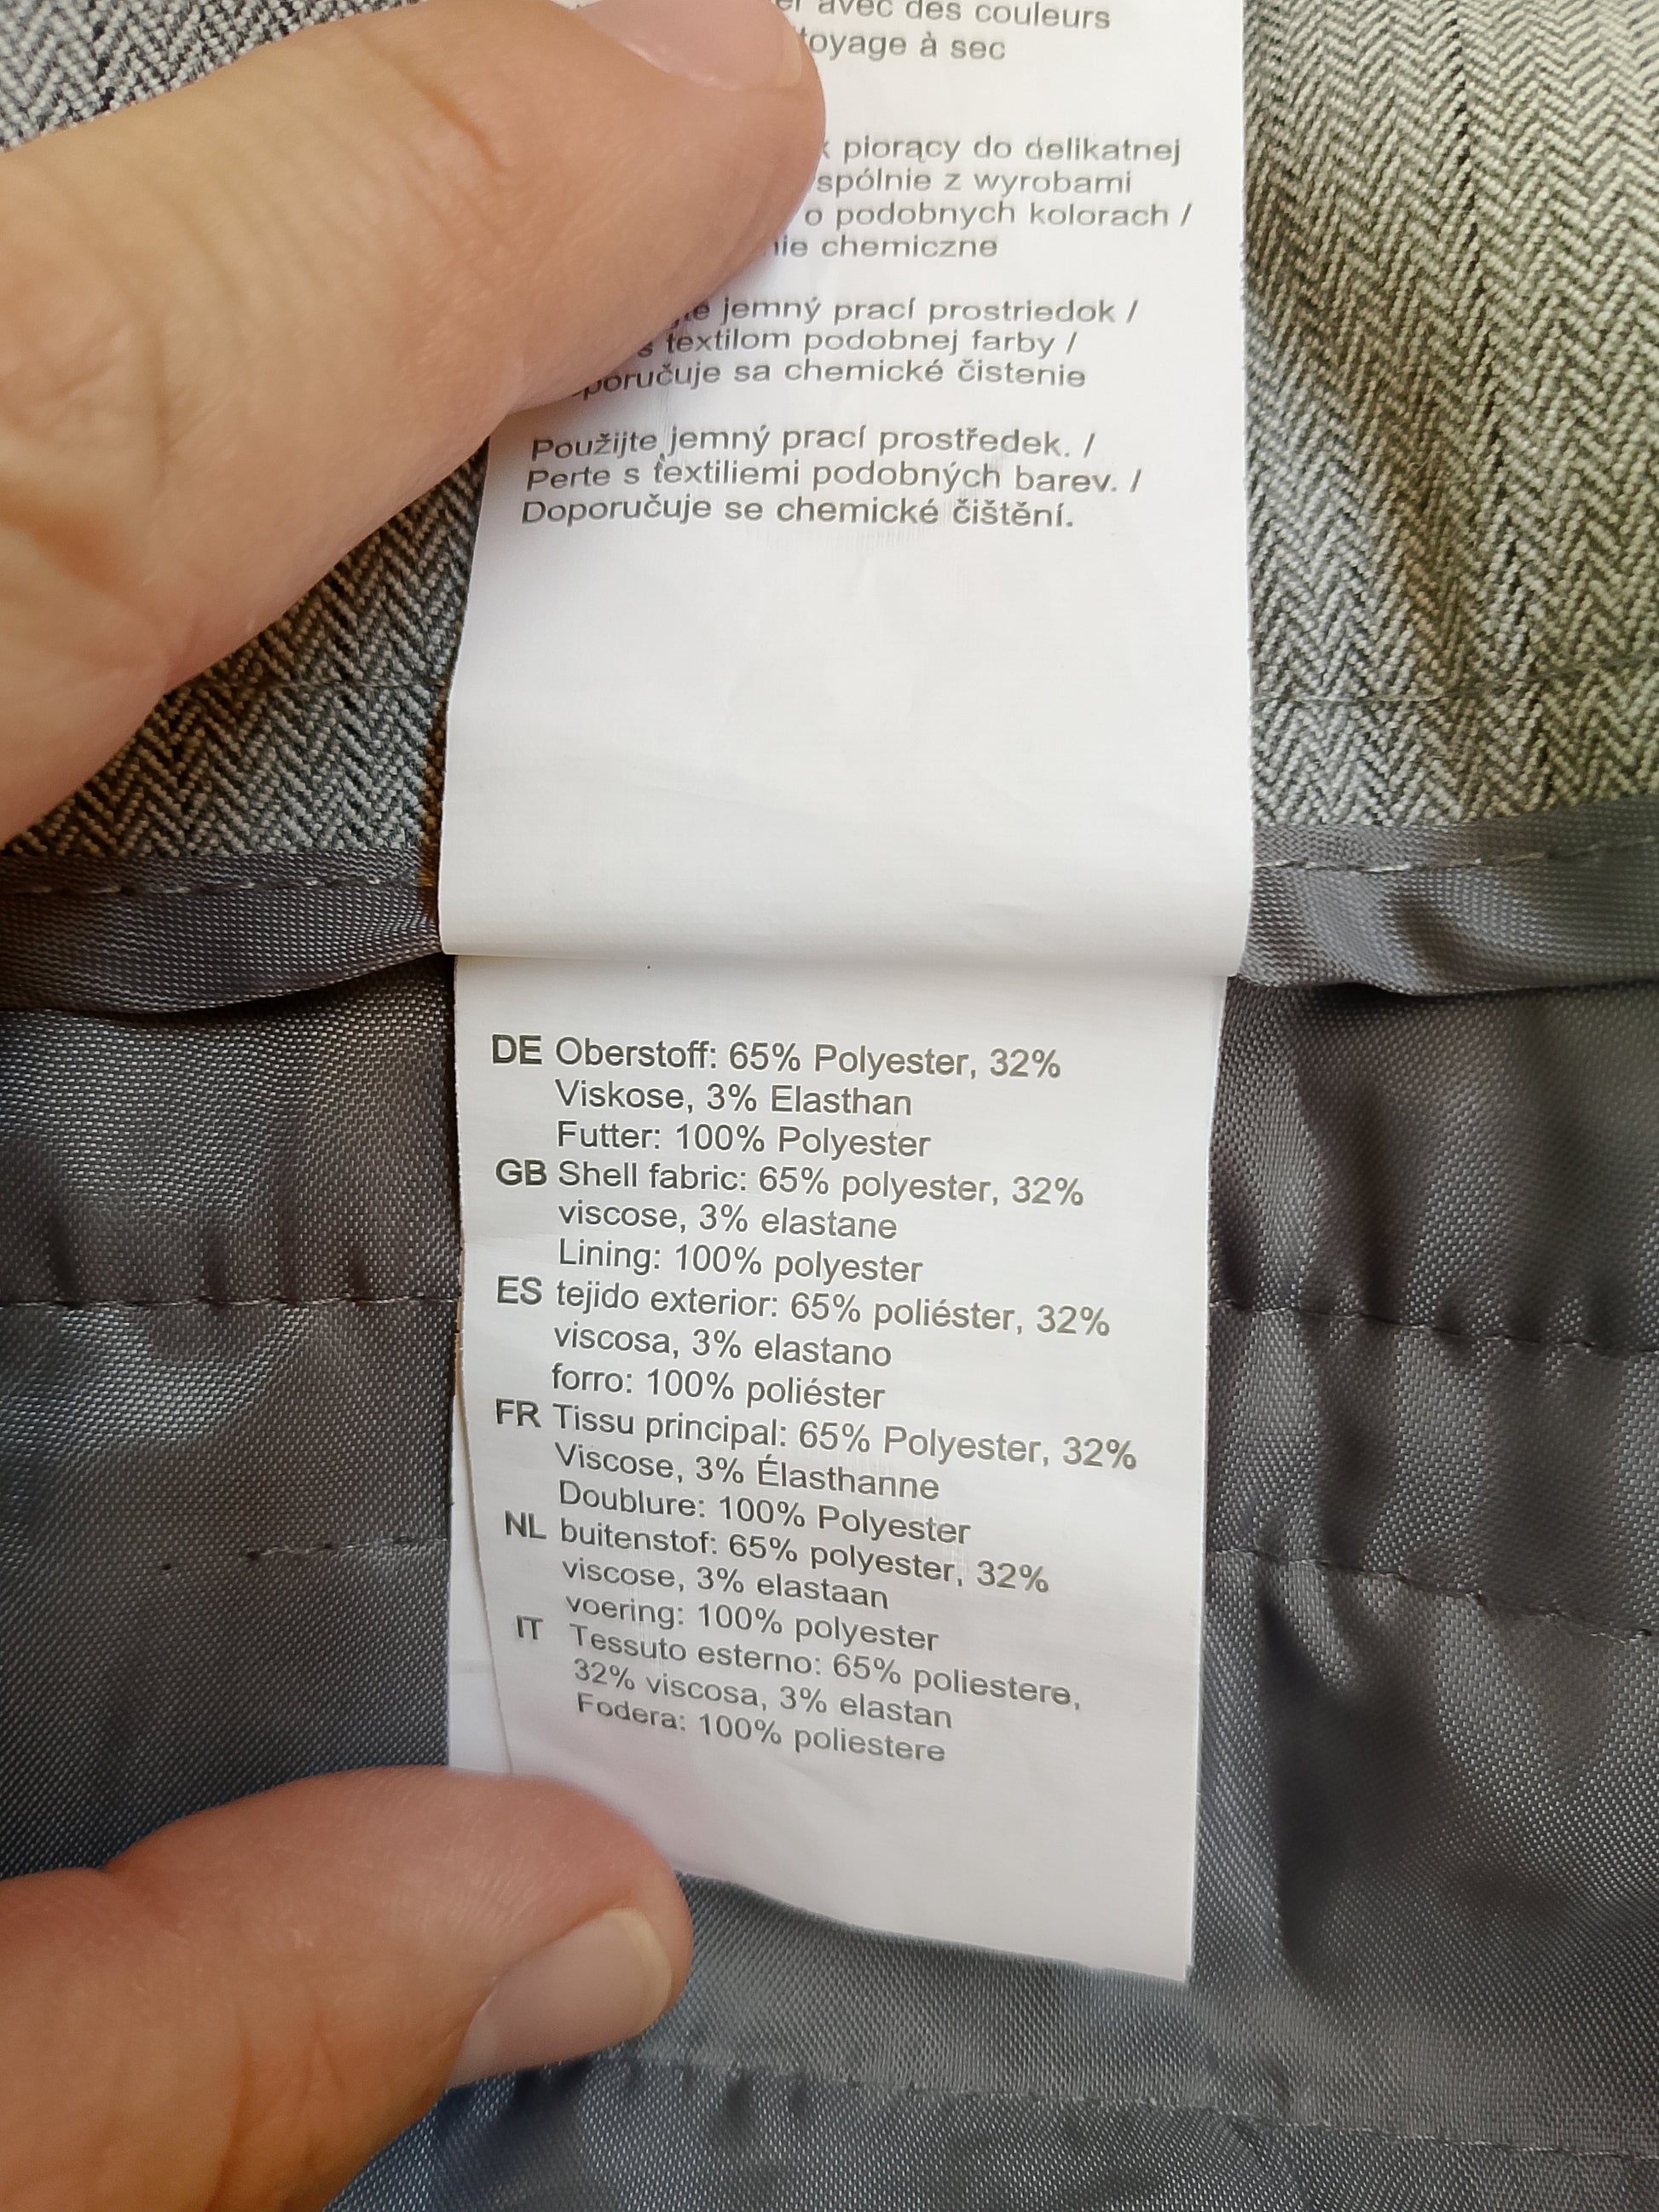 avec des couleurs
à sec
piorący do delikatnej
z wyrobami
o podobnych kolorach /
chemiczne
jemný prací prostriedok /
s textilom podobnej farby /
sa chemické čistenie
Použijte jemný prací prostředek. /
Perte s textiliemi podobných barev. /
Doporučuje se chemické čištění.
DE Oberstoff: 65% Polyester, 32%
Viskose, 3% Elasthan
Futter: 100% Polyester
GB Shell fabric: 65% polyester, 32%
viscose, 3% elastane
Lining: 100% polyester
ES tejido exterior: 65% poliéster, 32%
viscosa, 3% elastano
forro: 100% poliéster
FR Tissu principal: 65% Polyester, 32%
Viscose, 3% Élasthanne
Doublure: 100% Polyester
NL buitenstof: 65% polyester, 32%
viscose, 3% elastaan
voering: 100% polyester
IT Tessuto esterno: 65% poliestere,
32% viscosa, 3% elastan
Fodera: 100% poliestere